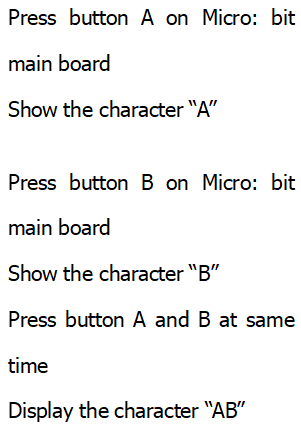 Press button A on Micro: bit
main board
Show the character “A”
Press button B on Micro: bit
main board
Show the character “B”
Press button A and B at same
time
Display the character “AB”